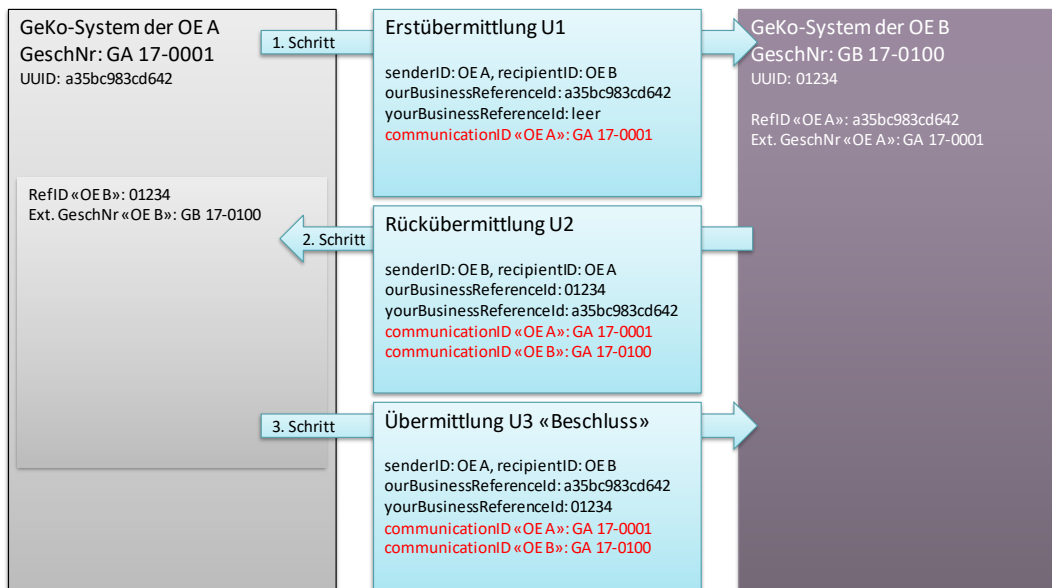 GeKo-System der OE A
GeschNr: GA 17-0001
UUID: a35bc983cd642
RefID «OE B»: 01234
Ext. GeschNr «OE B»: GB 17-0100
1. Schritt
Erstübermittlung U1
senderID: OE A, recipientID: OE B
ourBusinessReferenceId: a35bc983cd642
yourBusinessReferenceId: leer
communicationID «OE A»: GA 17-0001
2. Schritt
Rückübermittlung U2
senderID: OE B, recipientID: OE A
ourBusinessReferenceId: 01234
yourBusinessReferenceId: a35bc983cd642
communicationID «OE A»: GA 17-0001
communicationID «OE B»: GA 17-0100
3. Schritt
Übermittlung U3 «Beschluss»
senderID: OE A, recipientID: OE B
ourBusinessReferenceId: a35bc983cd642
yourBusinessReferenceId: 01234
communicationID «OE A»: GA 17-0001
communicationID «OE B»: GA 17-0100
GeKo-System der OE B
GeschNr: GB 17-0100
UUID: 01234
RefID «OE A»: a35bc983cd642
Ext. GeschNr «OE A»: GA 17-0001